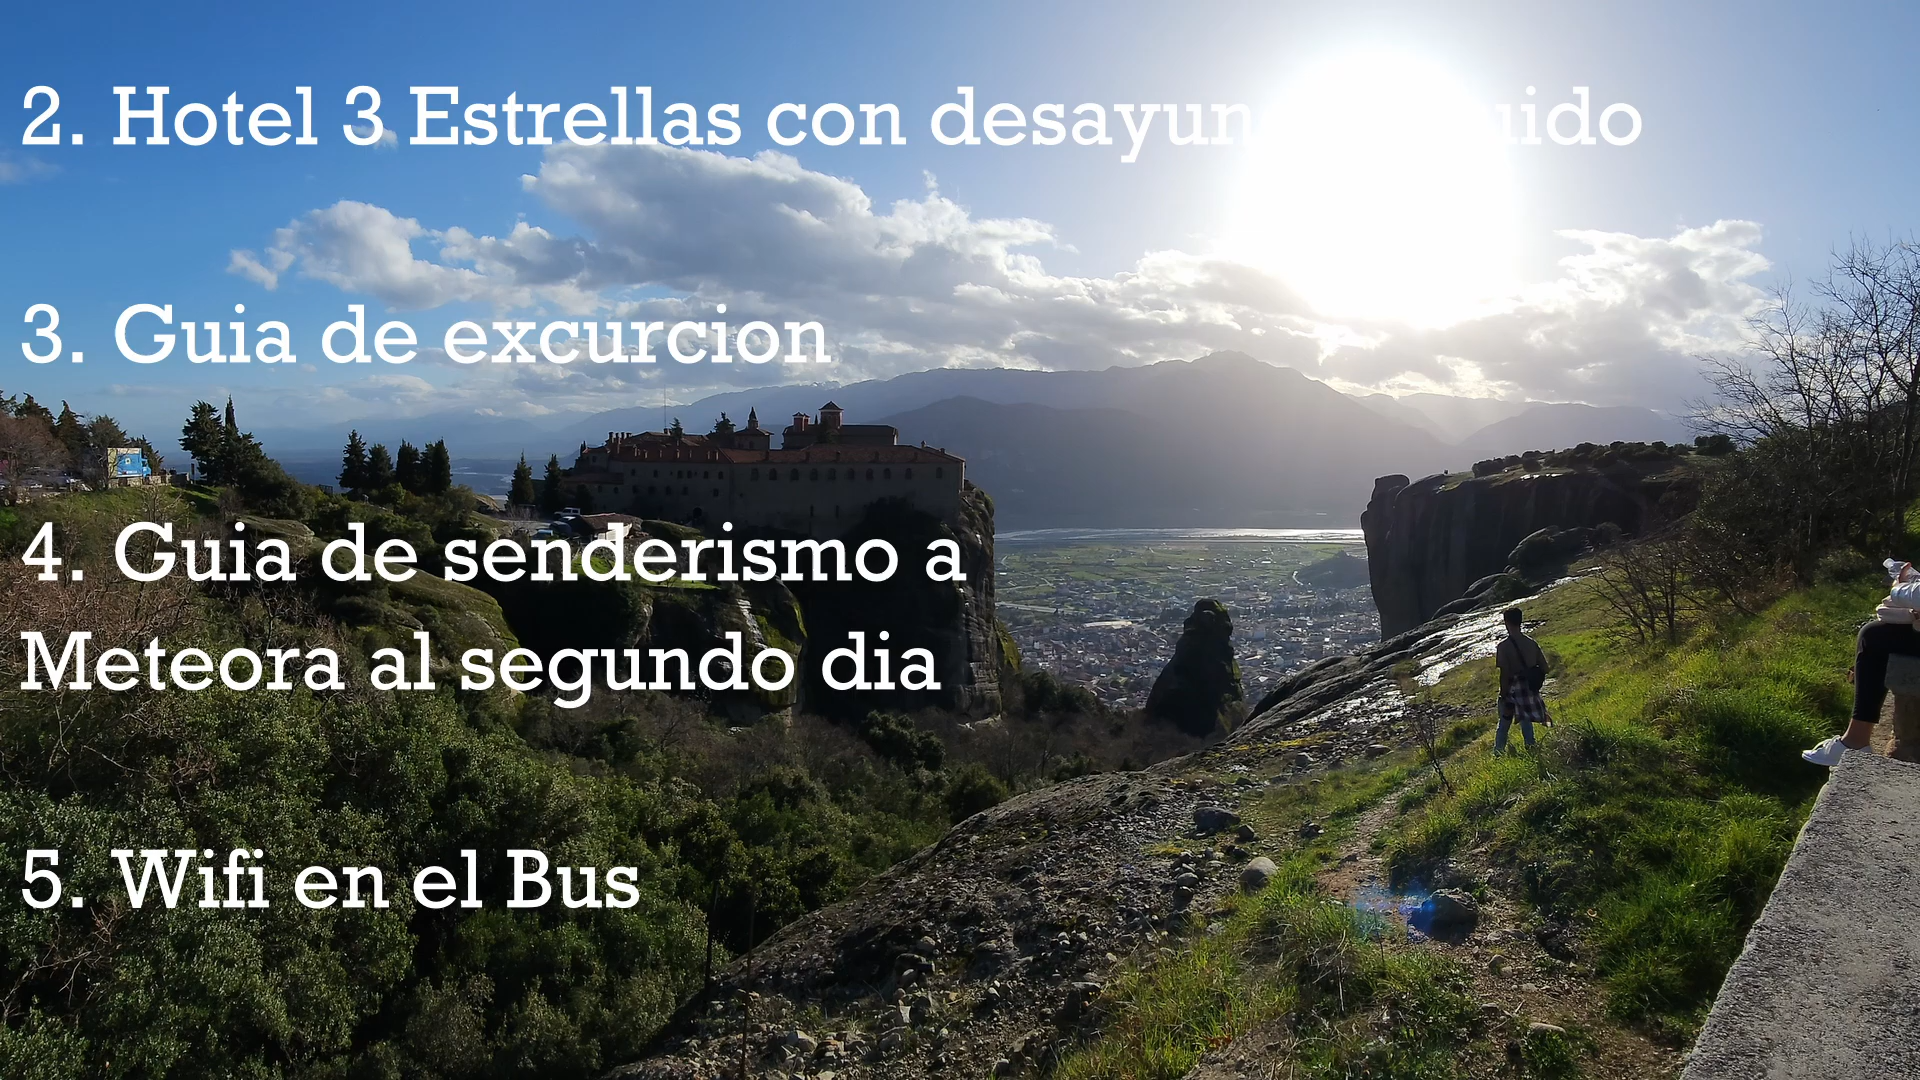 2. Hotel 3 Estrellas con
3. Guia de excurcion
4. Guia de senderismo a
Meteora al segundo dia
5. Wifi en el Bus